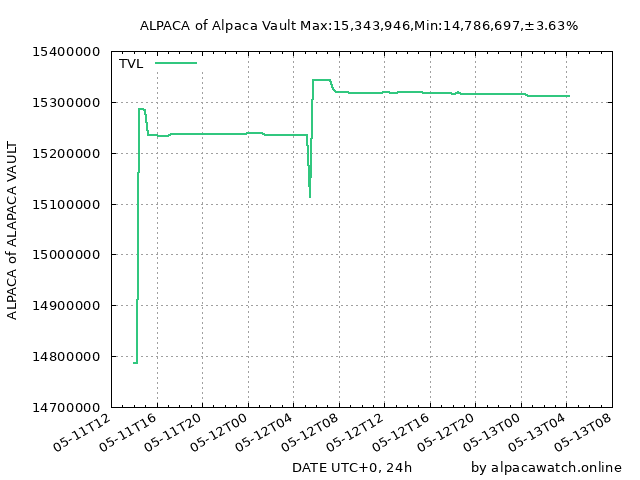 ALPACA of Alpaca Vault Max:15,343,946,Min:14,786,697,±3.63%
TVL
15400000
15300000
15200000
15100000
15000000
14900000
14800000
14700000
ALPACA of ALAPACA VAULT
05-11T12
05-11T16
05-11T20
05-12T00
05-12T04
05-12T08
05-12T12
05-12T16
05-12T20
05-13T00
05-13T04
05-13T08
DATE UTC+0, 24h
by alpacawatch.online